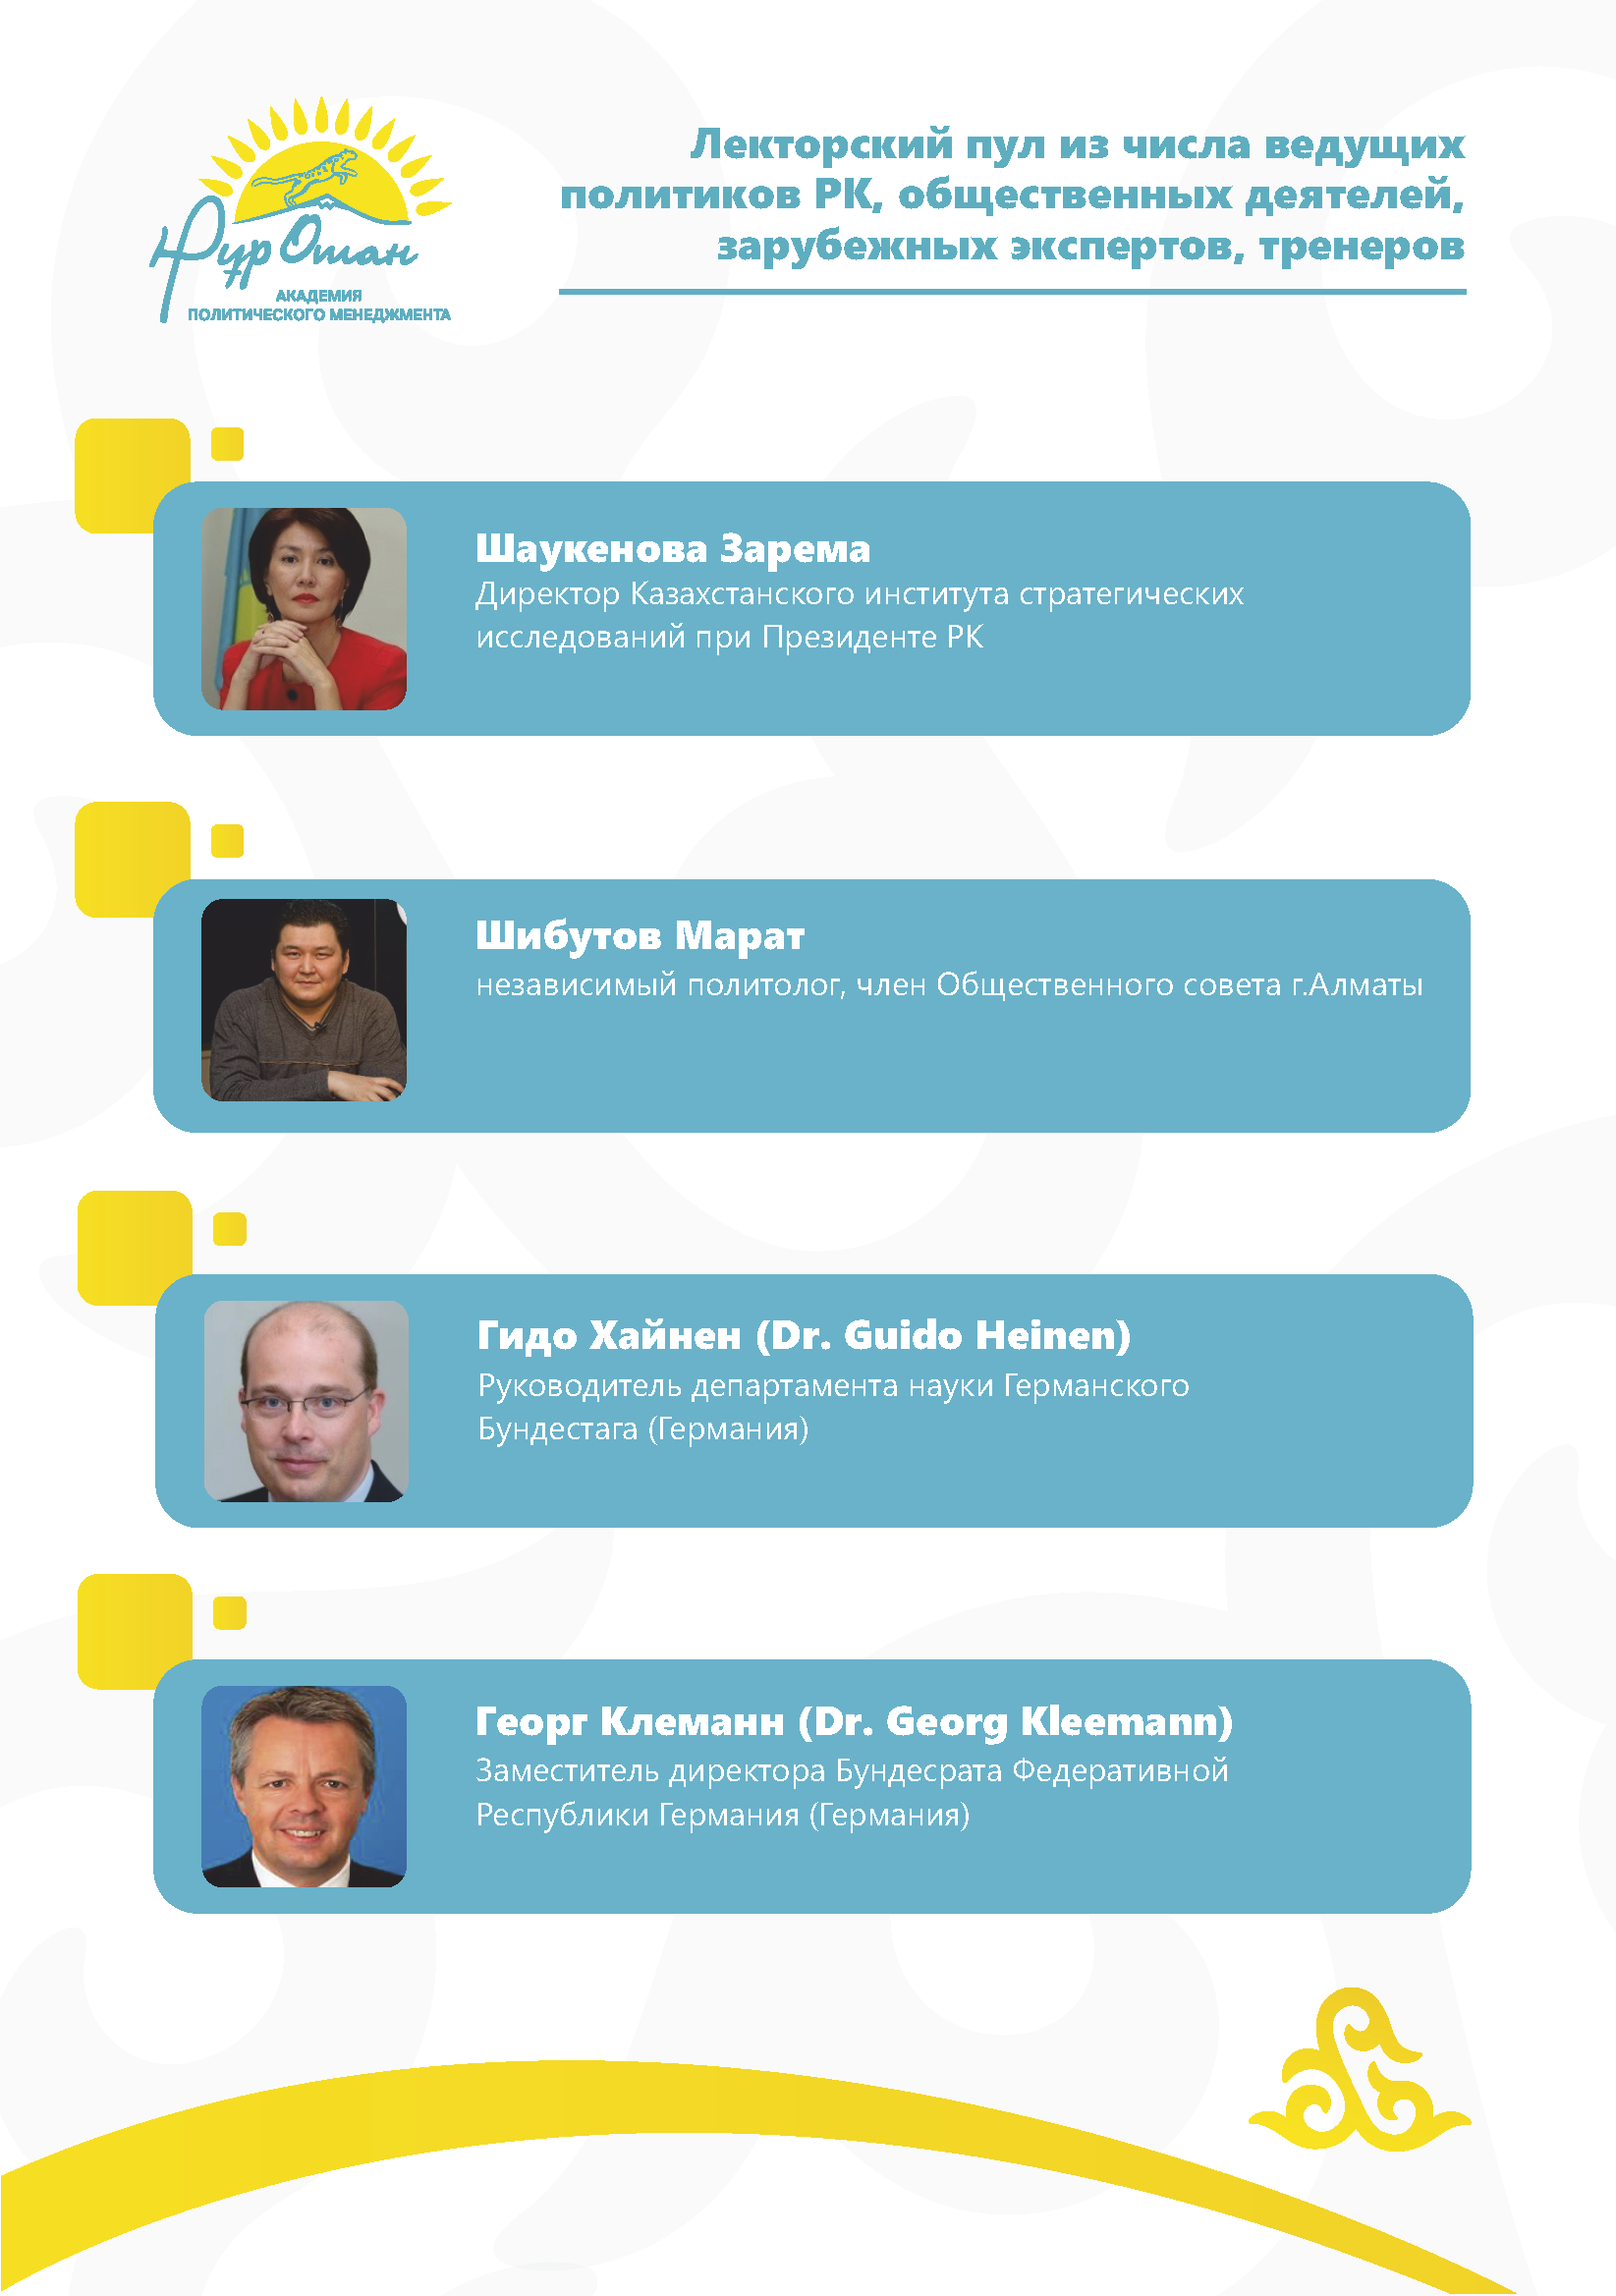 Нұр Отан
АКАДЕМИЯ
ПОЛИТИЧЕСКОГО МЕНЕДЖМЕНТА
Лекторский пул из числа ведущих
политиков РК, общественных деятелей,
зарубежных экспертов, тренеров
Шаукенова Зарема
Директор Казахстанского института стратегических
исследований при Президенте РК
Шибутов Марат
независимый политолог, член Общественного совета г.Алматы
Гидо Хайнен (Dr. Guido Heinen)
Руководитель департамента науки Германского
Бундестага (Германия)
Георг Клеманн (Dr. Georg Kleemann)
Заместитель директора Бундесрата Федеративной
Республики Германия (Германия)